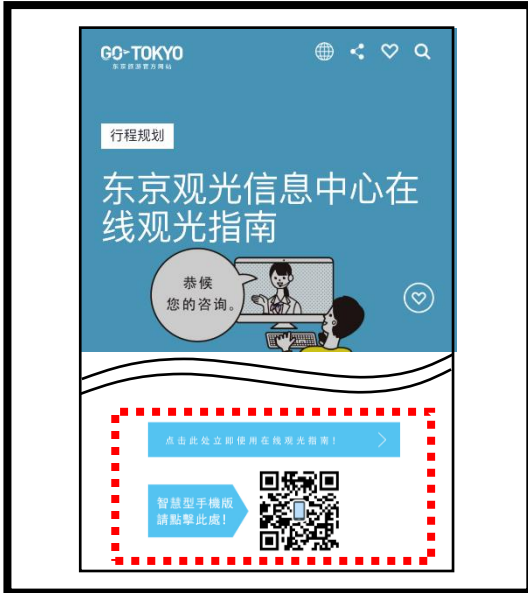 GO TOKYO
东京旅游官方网站
行程规划
东京观光信息中心在
线观光指南
恭候
您的咨询。
点击此处立即使用在线观光指南!
智慧型手機版
請點擊此處!